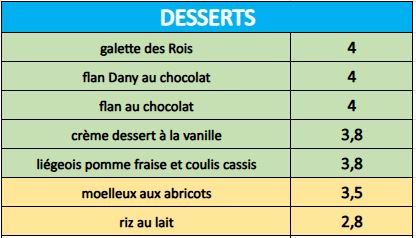 DESSERTS
galette des Rois 4
flan Dany au chocolat 4
flan au chocolat 4
crème dessert à la vanille 3,8
liégeois pomme fraise et coulis cassis 3,8
moelleux aux abricots 3,5
riz au lait 2,8